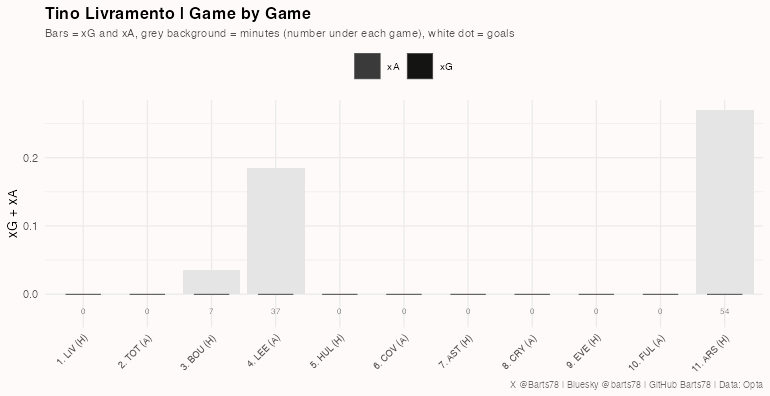 Tino Livramento | Game by Game
Bars = xG and xA, grey background = minutes (number under each game), white dot = goals
xA xG
xG + xA
0.2
0.1
0.0
0 0 7 37 0 0 0 0 0 0 54
1. LIV (H) 2. TOT (A) 3. BOU (H) 4. LEE (A) 5. HUL (H) 6. COV (A) 7. AST (H) 8. CRY (A) 9. EVE (H) 10. FUL (A) 11. ARS (H)
X @Barts78 | Bluesky @barts78 | GitHub Barts78 | Data: Opta